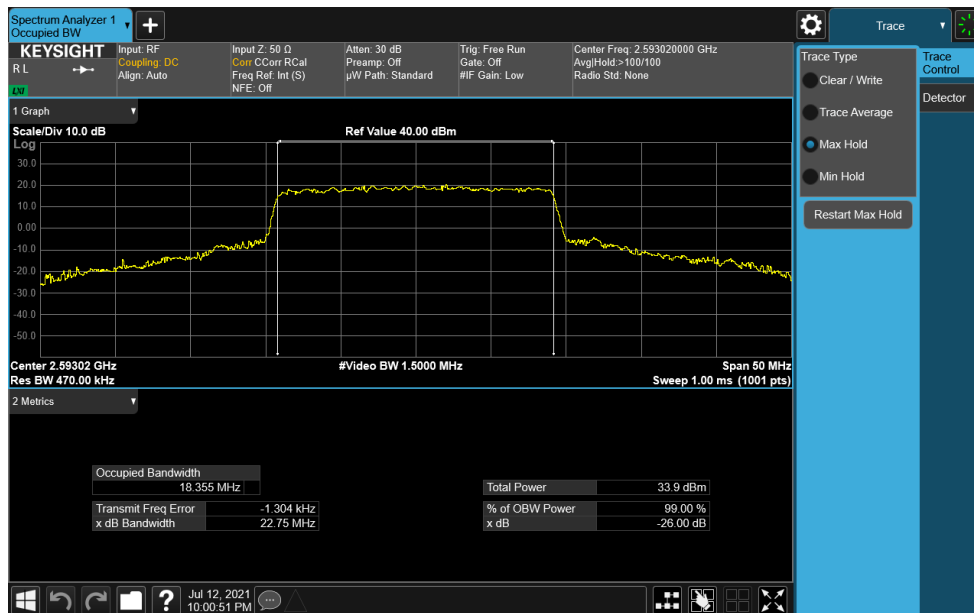 Spectrum Analyzer 1
Occupied BW
Trace
KEYSIGHT
R L
LXI
Input: RF
Coupling: DC
Align: Auto
Input Z: 50 Ω
Corr CCorr RCal
Freq Ref: Int (S)
NFE: Off
Atten: 30 dB
Preamp: Off
µW Path: Standard
Trig: Free Run
Gate: Off
#IF Gain: Low
Center Freq: 2.593020000 GHz
Avg|Hold:>100/100
Radio Std: None
Trace Type
Clear / Write
Trace Average
Max Hold
Min Hold
Restart Max Hold
Trace
Control
Detector
1 Graph
Scale/Div 10.0 dB
Ref Value 40.00 dBm
Log
30.0
20.0
10.0
0.00
-10.0
-20.0
-30.0
-40.0
-50.0
Center 2.59302 GHz
#Video BW 1.5000 MHz
Span 50 MHz
Res BW 470.00 kHz
Sweep 1.00 ms (1001 pts)
2 Metrics
Occupied Bandwidth
18.355 MHz
Total Power 33.9 dBm
Transmit Freq Error -1.304 kHz
% of OBW Power 99.00 %
x dB Bandwidth 22.75 MHz
x dB -26.00 dB
?
Jul 12, 2021
10:00:51 PM